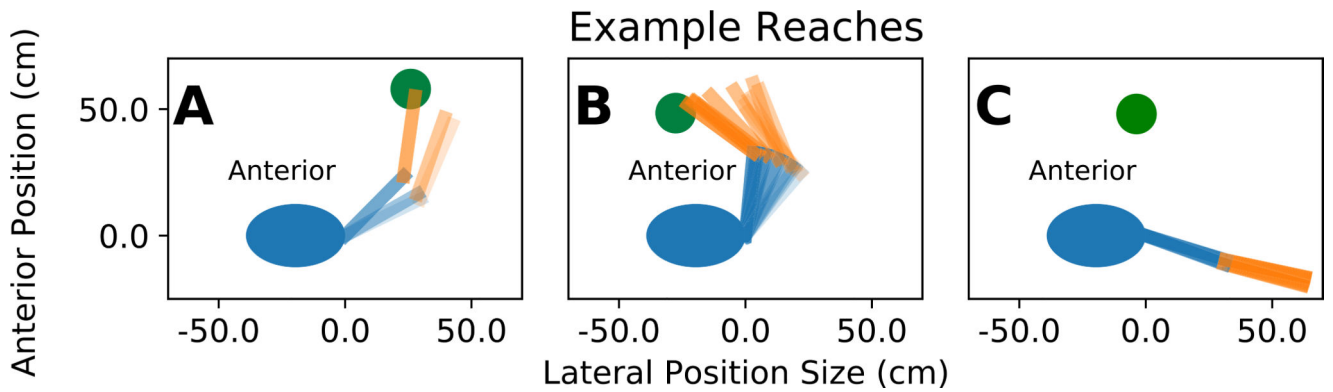 Example Reaches
Anterior Position (cm)
50.0
0.0
A
Anterior
-50.0 0.0 50.0
B
Anterior
-50.0 0.0 50.0
C
Anterior
-50.0 0.0 50.0
Lateral Position Size (cm)